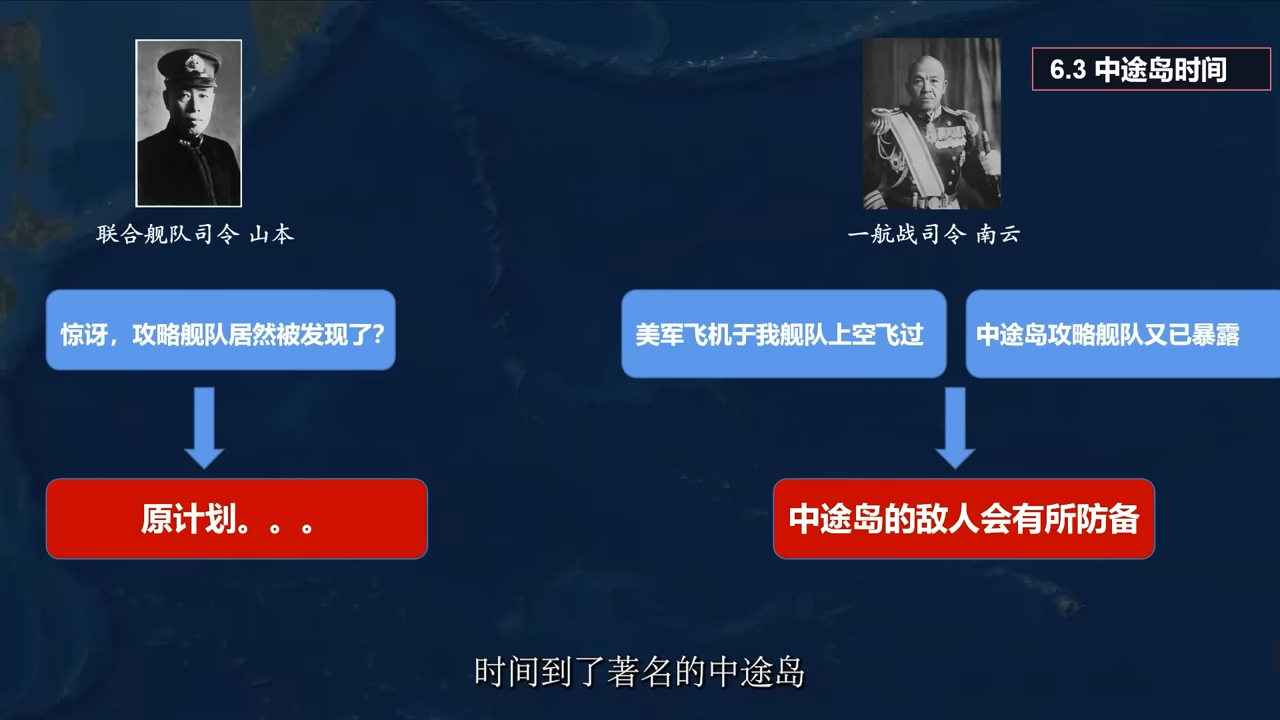 6.3 中途岛时间
联合舰队司令 山本
一航战司令 南云
惊讶，攻略舰队居然被发现了?
美军飞机于我舰队上空飞过
中途岛攻略舰队又已暴露
原计划。。。
中途岛的敌人会有所防备
时间到了著名的中途岛